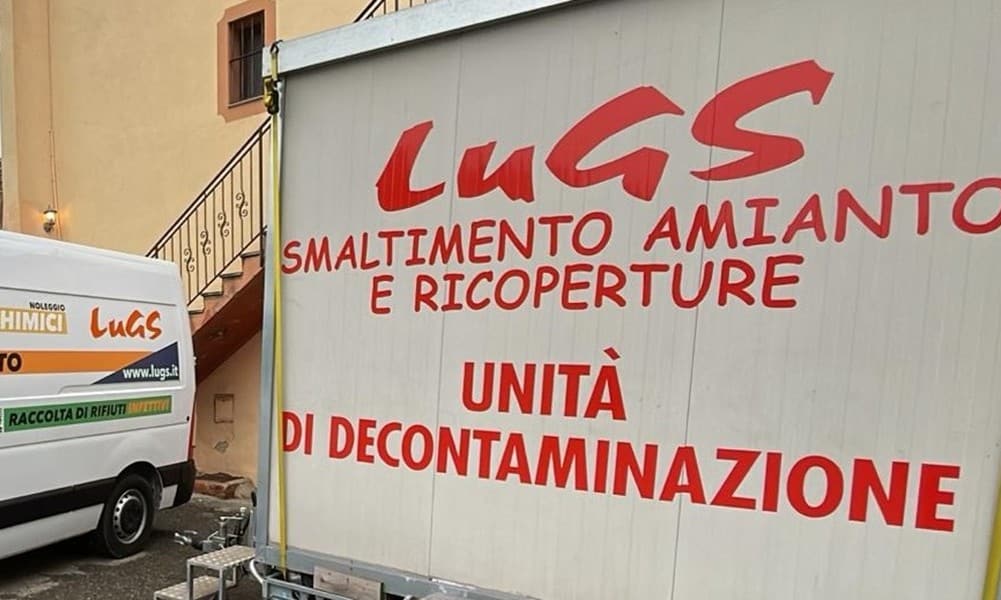 LuGS
SMALTIMENTO AMIANTO
E RICOPERTURE
UNITÀ
DI DECONTAMINAZIONE
NOLEGGIO
HIMICI
LuGS
TO
www.lugs.it
RACCOLTA DI RIFIUTI INFETTIVI